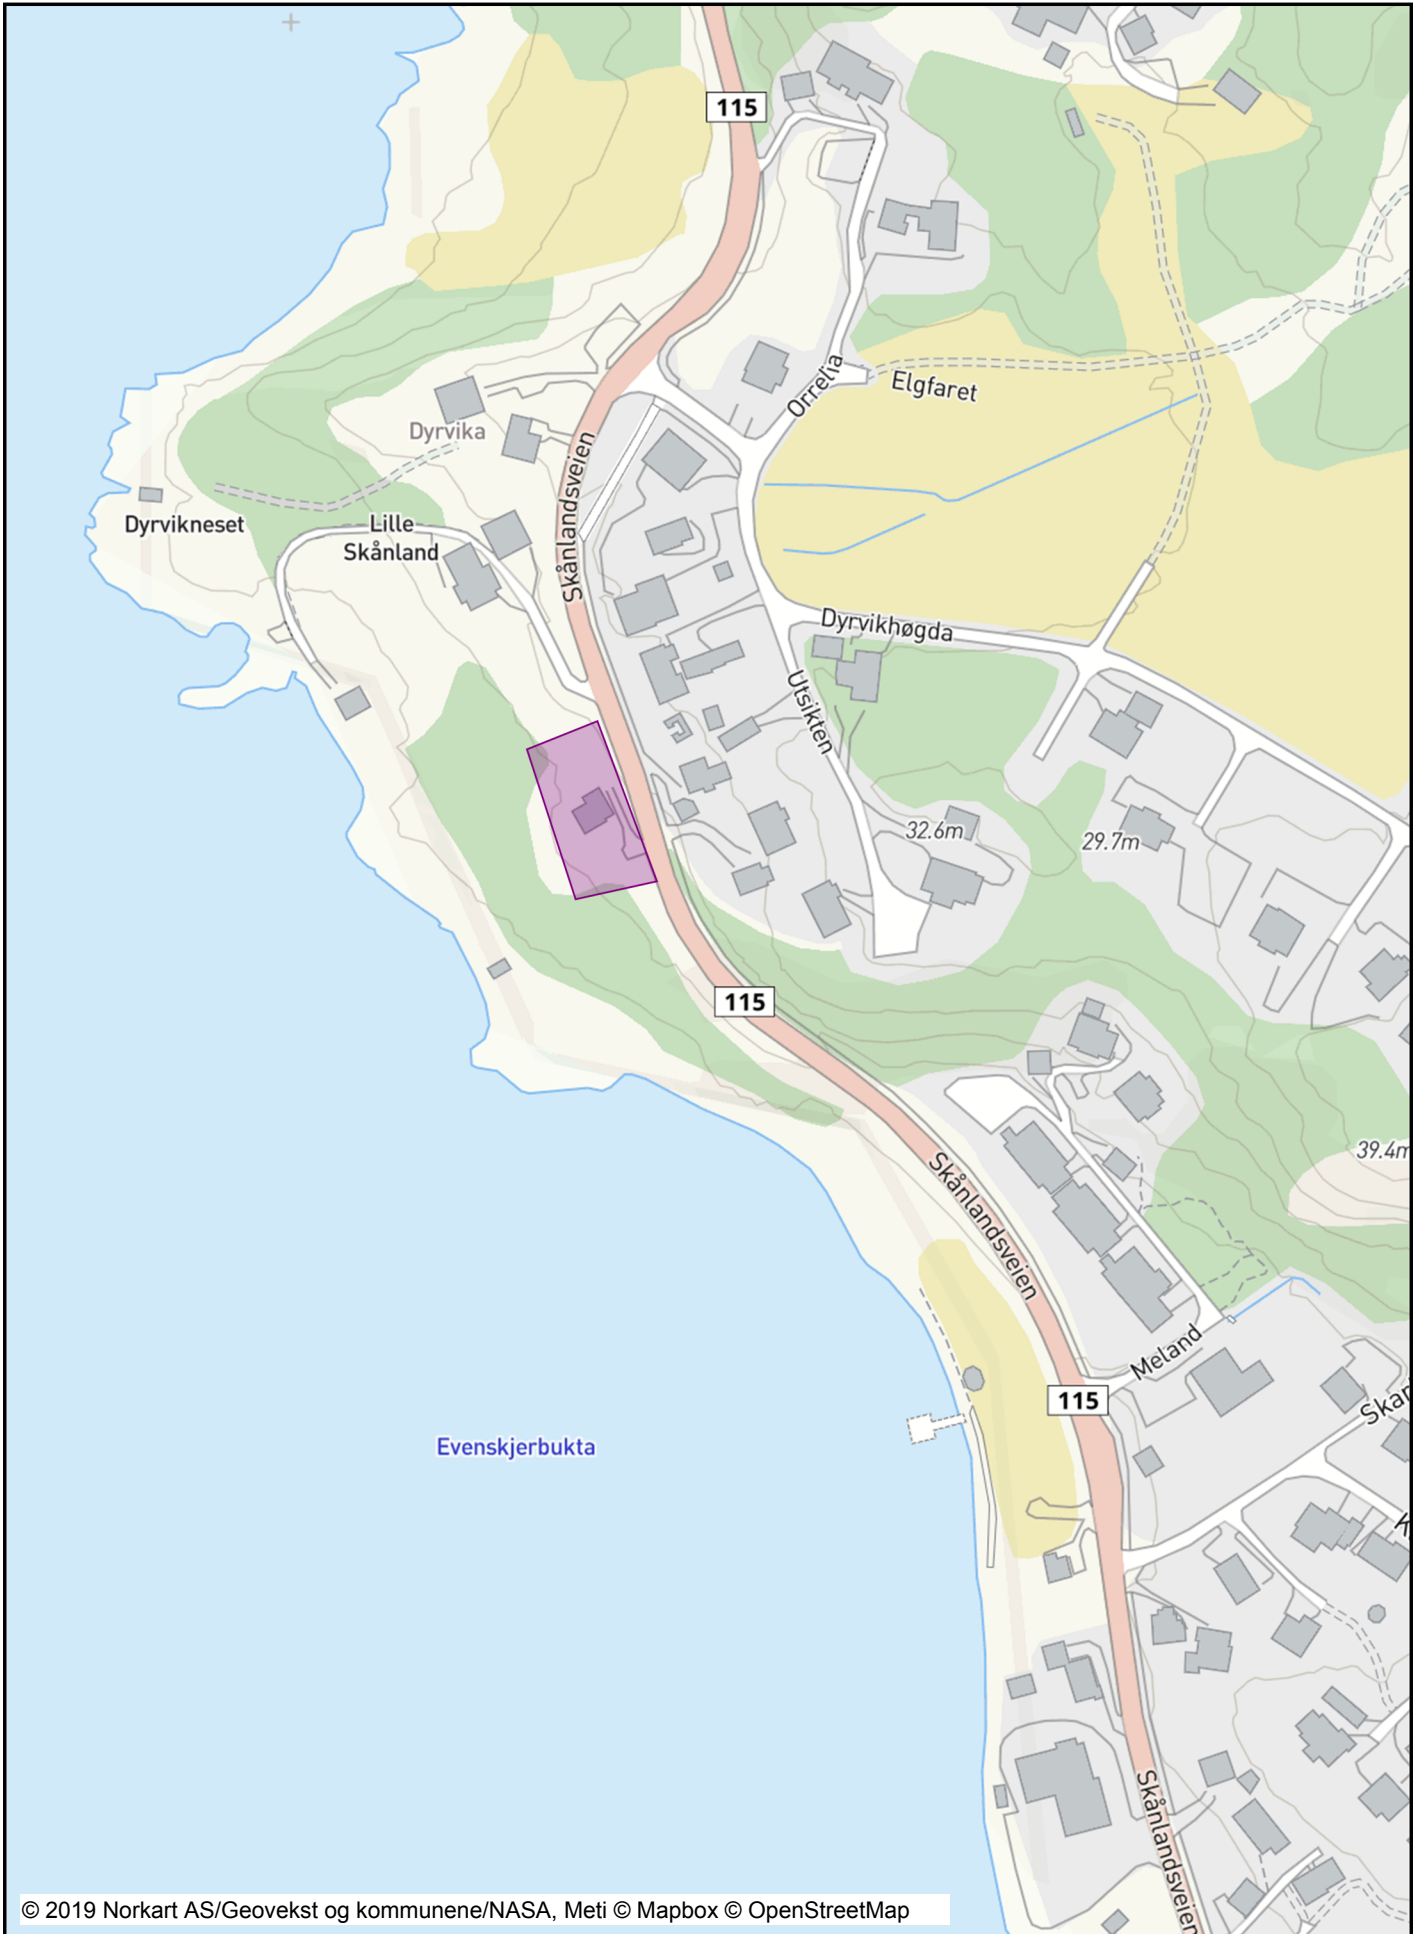 115
Orrelia
Elgfaret
Dyrvika
Skånlandsveien
Dyrvikneset
Lille
Skånland
Dyrvikhøgda
Utsikten
32.6m
29.7m
115
39.4m
Skånlandsveien
Meland
115
Evenskjerbukta
Skånlandsveien
© 2019 Norkart AS/Geovekst og kommunene/NASA, Meti © Mapbox © OpenStreetMap